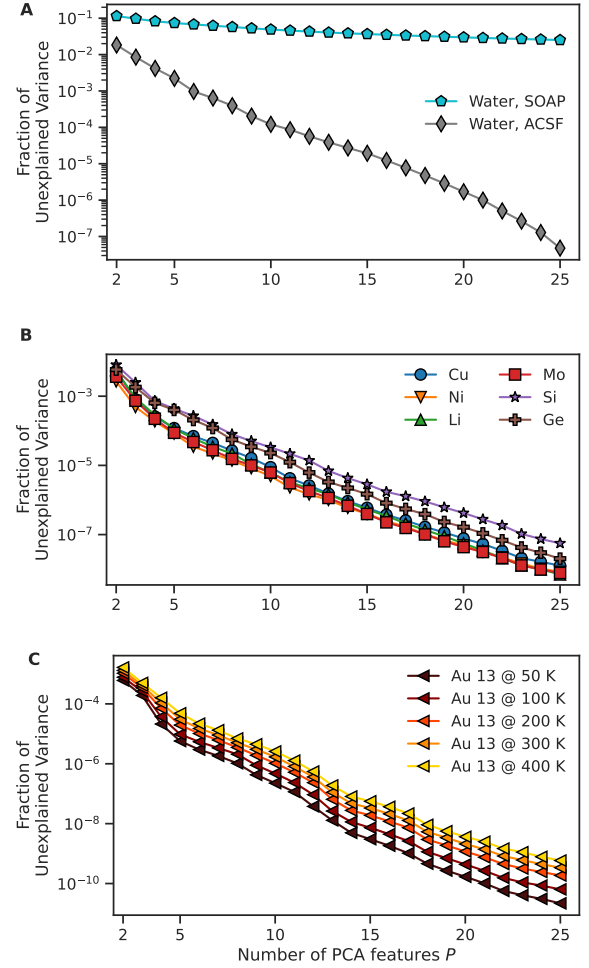 A
10⁻¹
10⁻²
10⁻³
10⁻⁴
10⁻⁵
10⁻⁶
10⁻⁷
Fraction of
Unexplained Variance
Water, SOAP
Water, ACSF
2 5 10 15 20 25
B
10⁻³
10⁻⁵
10⁻⁷
Fraction of
Unexplained Variance
Cu Mo
Ni Si
Li Ge
2 5 10 15 20 25
C
10⁻⁴
10⁻⁶
10⁻⁸
10⁻¹⁰
Fraction of
Unexplained Variance
Au 13 @ 50 K
Au 13 @ 100 K
Au 13 @ 200 K
Au 13 @ 300 K
Au 13 @ 400 K
2 5 10 15 20 25
Number of PCA features P